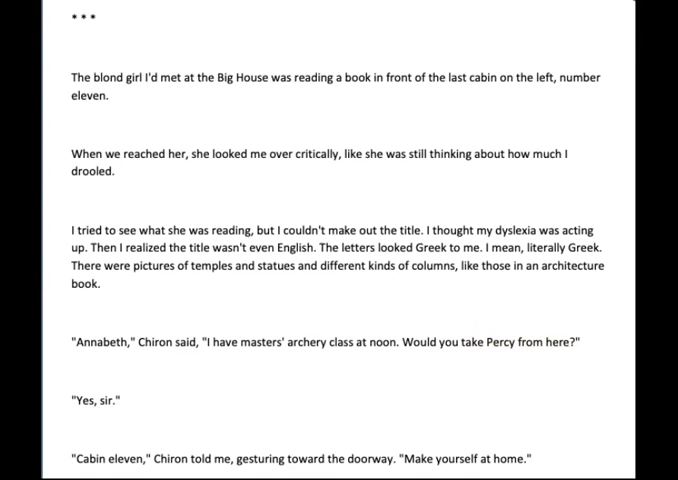 * * *
The blond girl I'd met at the Big House was reading a book in front of the last cabin on the left, number
eleven.
When we reached her, she looked me over critically, like she was still thinking about how much I
drooled.
I tried to see what she was reading, but I couldn't make out the title. I thought my dyslexia was acting
up. Then I realized the title wasn't even English. The letters looked Greek to me. I mean, literally Greek.
There were pictures of temples and statues and different kinds of columns, like those in an architecture
book.
"Annabeth," Chiron said, "I have masters' archery class at noon. Would you take Percy from here?"
"Yes, sir."
"Cabin eleven," Chiron told me, gesturing toward the doorway. "Make yourself at home."